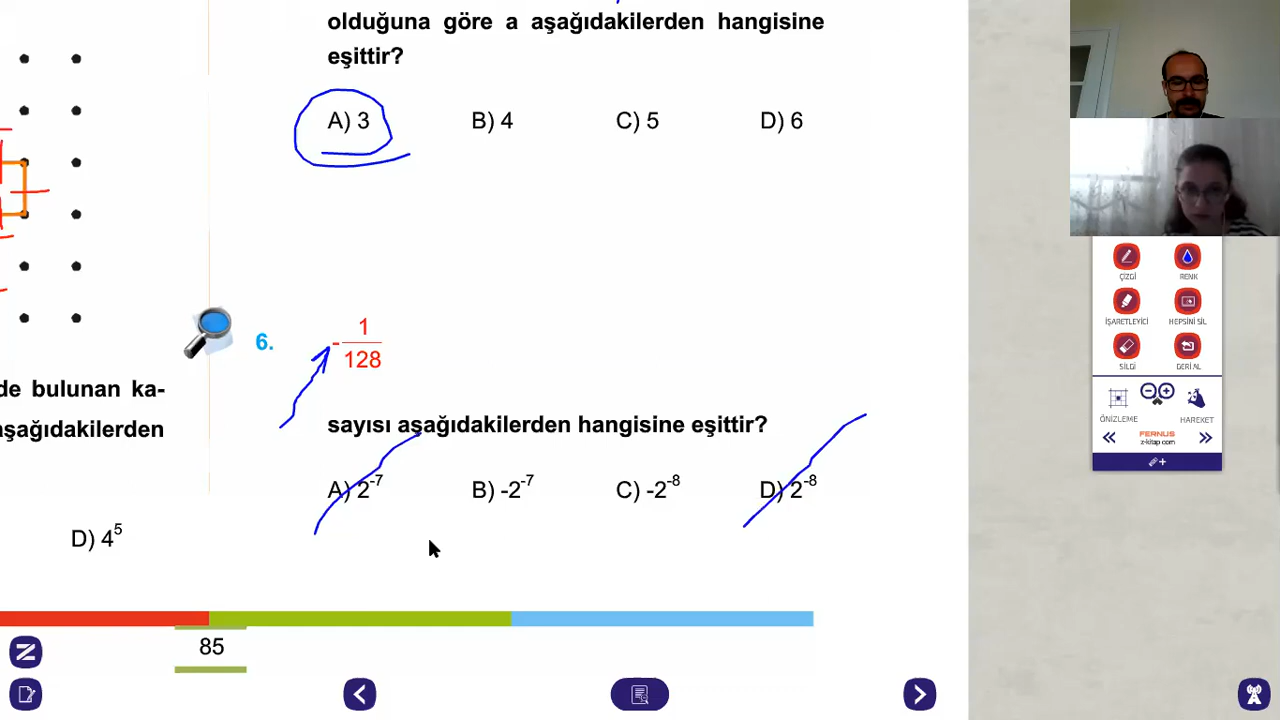 olduğuna göre a aşağıdakilerden hangisine
eşittir?
A) 3 B) 4 C) 5 D) 6
6. -1/128
sayısı aşağıdakilerden hangisine eşittir?
A) 2^-7 B) -2^-7 C) -2^-8 D) 2^-8
de bulunan ka-
aşağıdakilerden
D) 4^5
85
ÇİZGİ RENK
İŞARETLEYİCİ HEPSİNİ SİL
SİLGİ GERİ AL
ÖNİZLEME HAREKET
FERNUS
z-kitap.com